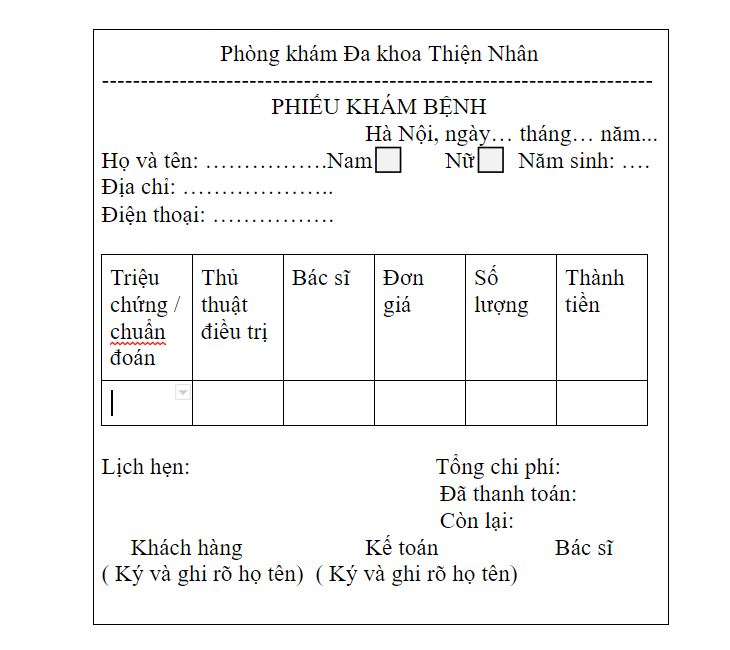 Phòng khám Đa khoa Thiện Nhân
-----------------------------------------------------------------------
PHIẾU KHÁM BỆNH
Hà Nội, ngày… tháng… năm...
Họ và tên: …………….Nam Nữ Năm sinh: ….
Địa chỉ: ………………..
Điện thoại: …………….
Triệu chứng / chuẩn đoán
Thủ thuật điều trị
Bác sĩ
Đơn giá
Số lượng
Thành tiền
Lịch hẹn: Tổng chi phí:
Đã thanh toán:
Còn lại:
Khách hàng Kế toán Bác sĩ
( Ký và ghi rõ họ tên) ( Ký và ghi rõ họ tên)